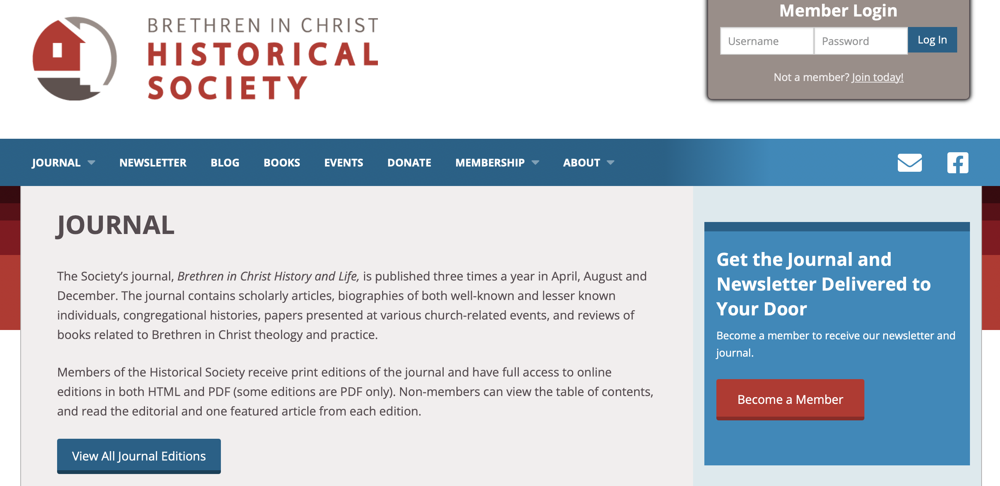 BRETHREN IN CHRIST
HISTORICAL
SOCIETY
Member Login
Username
Password
Log In
Not a member? Join today!
JOURNAL
NEWSLETTER
BLOG
BOOKS
EVENTS
DONATE
MEMBERSHIP
ABOUT
JOURNAL
The Society’s journal, Brethren in Christ History and Life, is published three times a year in April, August and
December. The journal contains scholarly articles, biographies of both well-known and lesser known
individuals, congregational histories, papers presented at various church-related events, and reviews of
books related to Brethren in Christ theology and practice.
Members of the Historical Society receive print editions of the journal and have full access to online
editions in both HTML and PDF (some editions are PDF only). Non-members can view the table of contents,
and read the editorial and one featured article from each edition.
View All Journal Editions
Get the Journal and
Newsletter Delivered to
Your Door
Become a member to receive our newsletter and
journal.
Become a Member